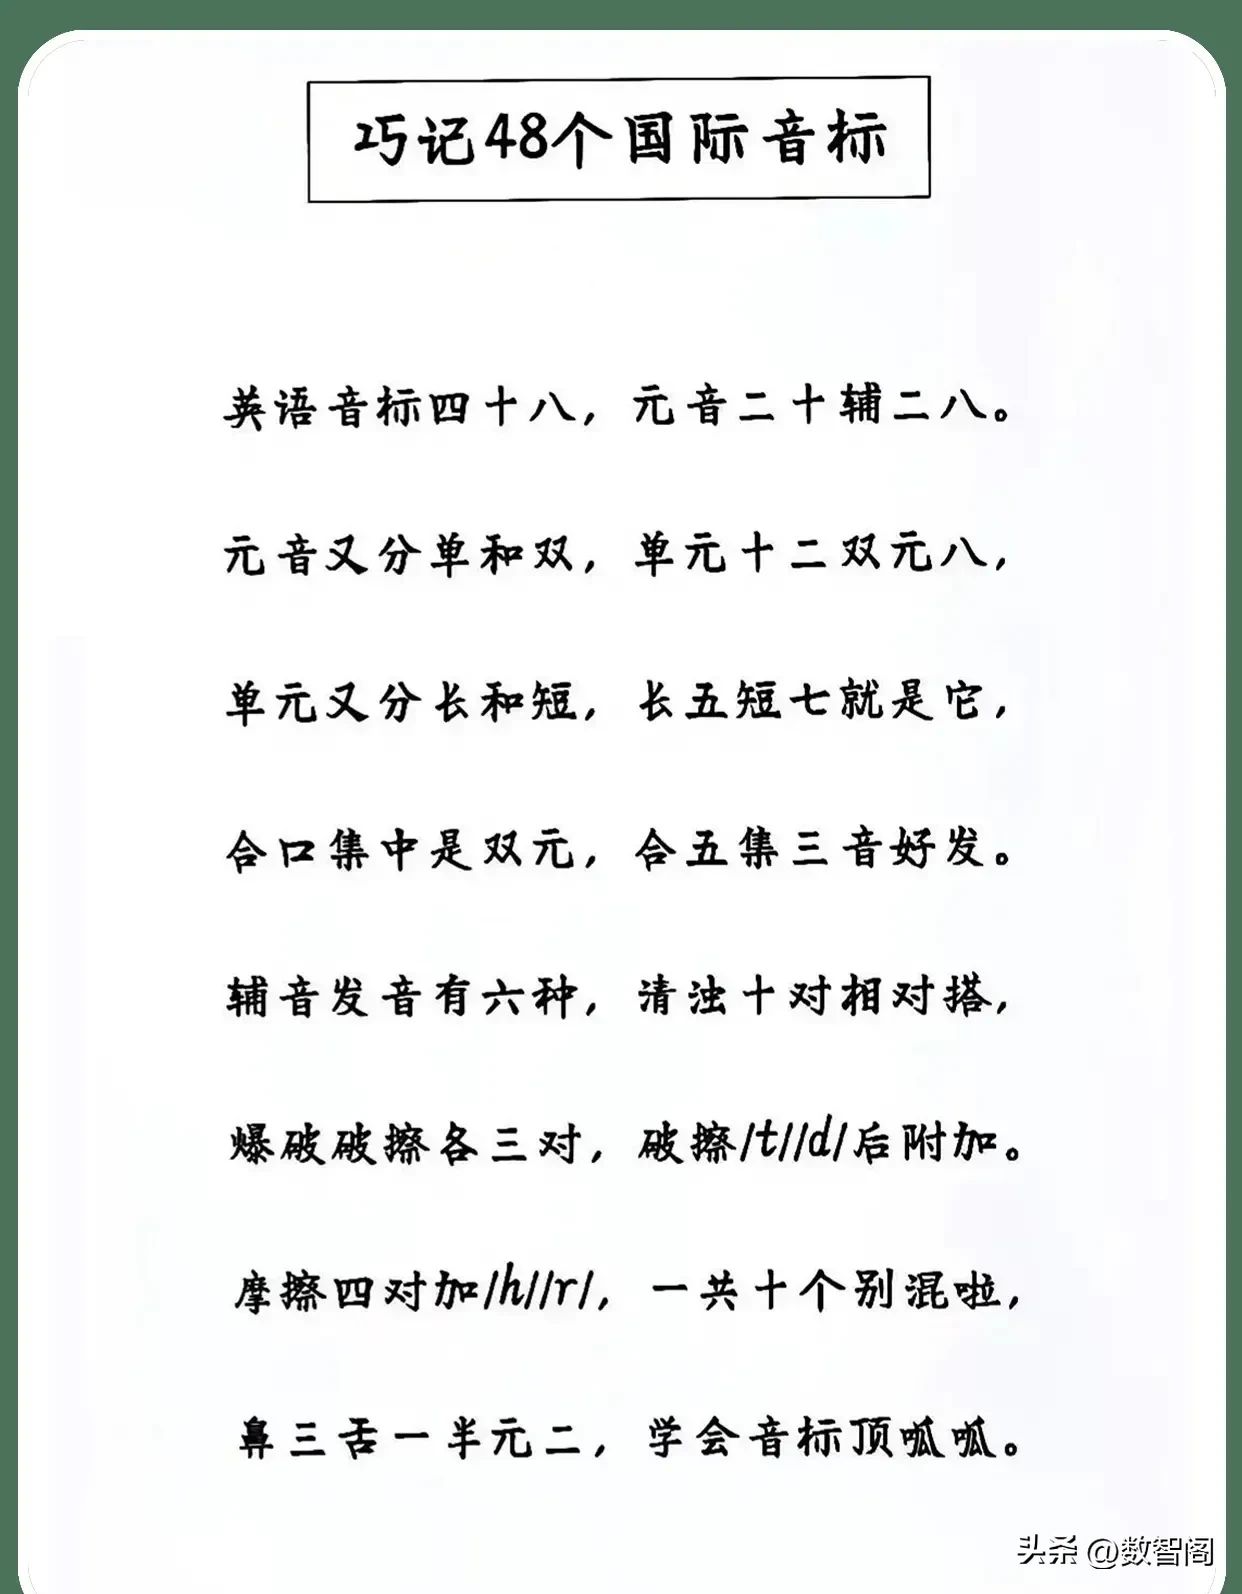 巧记48个国际音标
英语音标四十八，元音二十辅二八。
元音又分单和双，单元十二双元八，
单元又分长和短，长五短七就是它，
合口集中是双元，合五集三音好发。
辅音发音有六种，清浊十对相对搭，
爆破破擦各三对，破擦/t//d/后附加。
摩擦四对加/h//r/，一共十个别混啦，
鼻三舌一半元二，学会音标顶呱呱。
头条 @数智阁